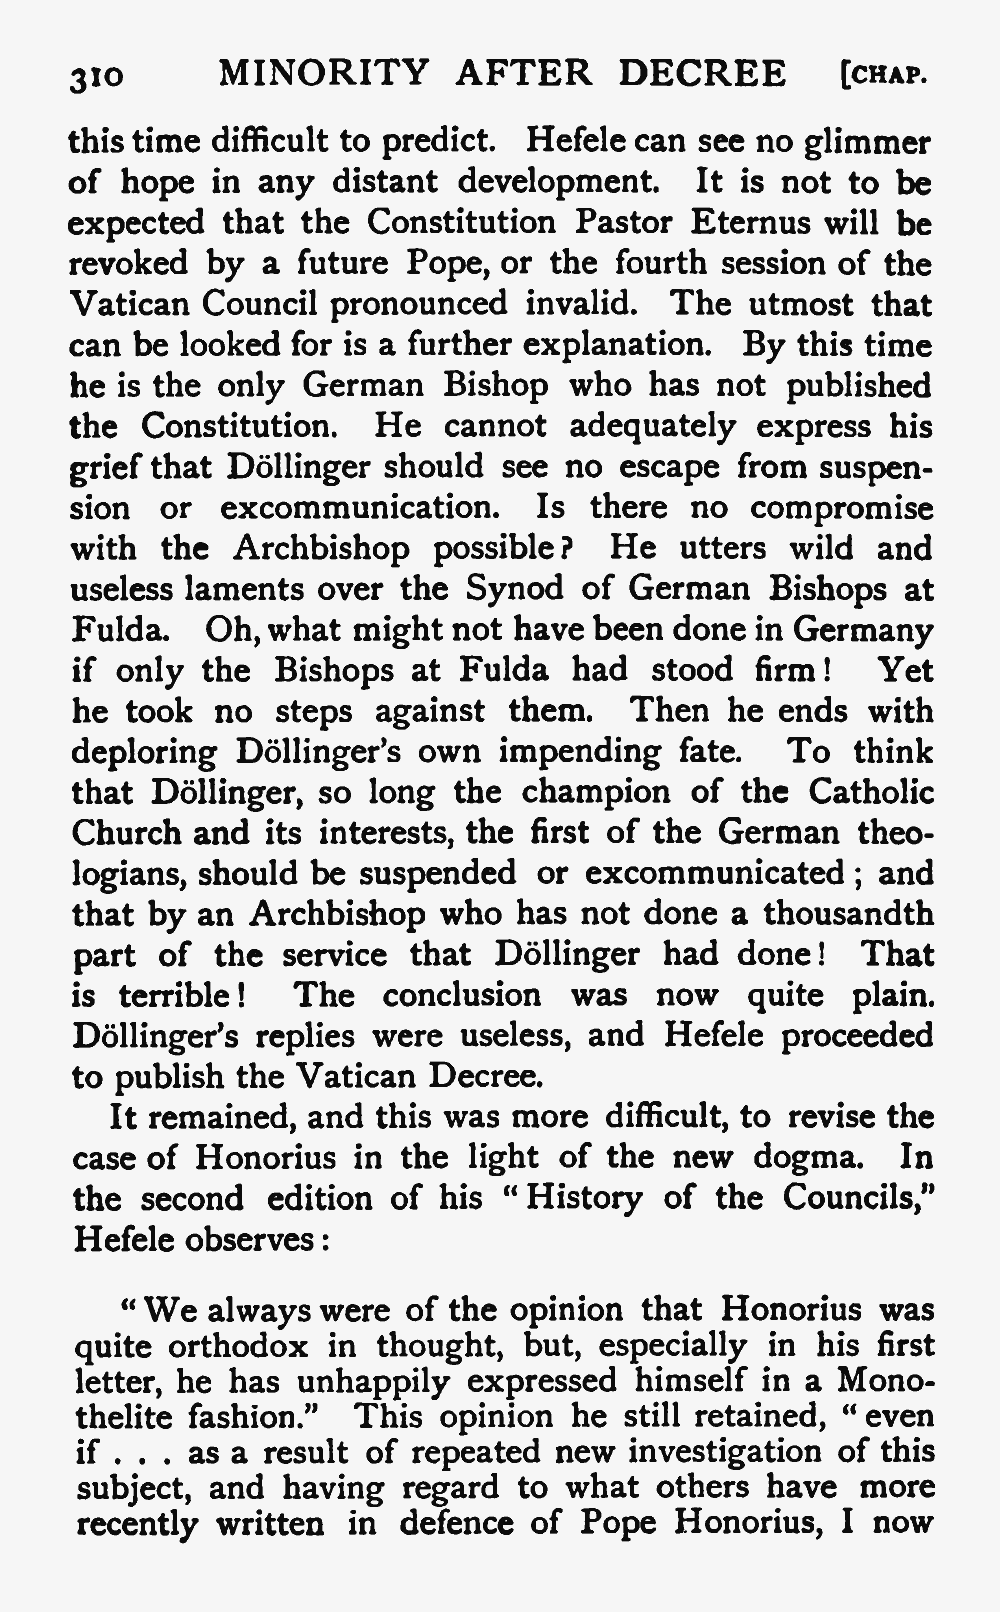 310 MINORITY AFTER DECREE [CHAP.
this time difficult to predict. Hefele can see no glimmer
of hope in any distant development. It is not to be
expected that the Constitution Pastor Eternus will be
revoked by a future Pope, or the fourth session of the
Vatican Council pronounced invalid. The utmost that
can be looked for is a further explanation. By this time
he is the only German Bishop who has not published
the Constitution. He cannot adequately express his
grief that Döllinger should see no escape from suspen-
sion or excommunication. Is there no compromise
with the Archbishop possible? He utters wild and
useless laments over the Synod of German Bishops at
Fulda. Oh, what might not have been done in Germany
if only the Bishops at Fulda had stood firm! Yet
he took no steps against them. Then he ends with
deploring Döllinger's own impending fate. To think
that Döllinger, so long the champion of the Catholic
Church and its interests, the first of the German theo-
logians, should be suspended or excommunicated; and
that by an Archbishop who has not done a thousandth
part of the service that Döllinger had done! That
is terrible! The conclusion was now quite plain.
Döllinger's replies were useless, and Hefele proceeded
to publish the Vatican Decree.
It remained, and this was more difficult, to revise the
case of Honorius in the light of the new dogma. In
the second edition of his "History of the Councils,"
Hefele observes:
"We always were of the opinion that Honorius was
quite orthodox in thought, but, especially in his first
letter, he has unhappily expressed himself in a Mono-
thelite fashion." This opinion he still retained, "even
if . . . as a result of repeated new investigation of this
subject, and having regard to what others have more
recently written in defence of Pope Honorius, I now